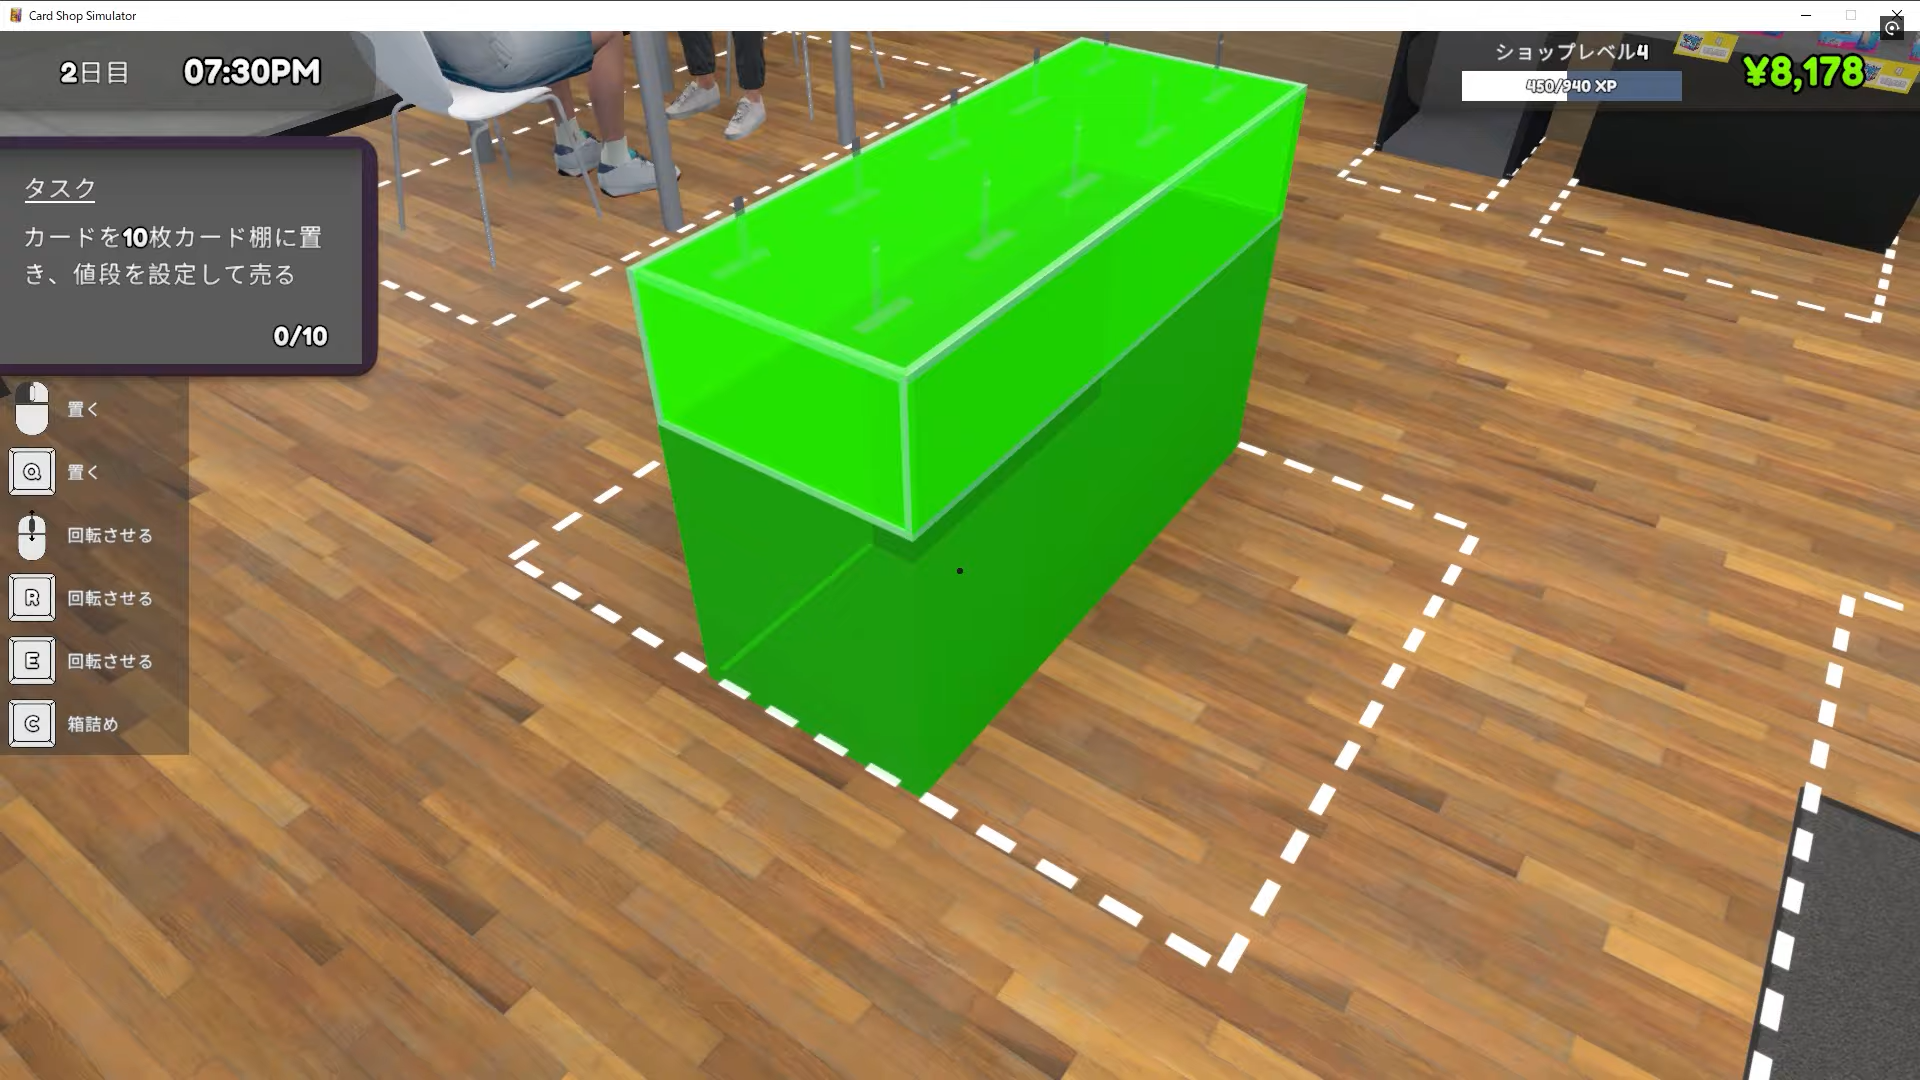 Card Shop Simulator
2日目 07:30PM
ショップレベル4
450/940 XP
¥8,178
タスク
カードを10枚カード棚に置
き、値段を設定して売る
0/10
置く
Q 置く
回転させる
R 回転させる
E 回転させる
C 箱詰め